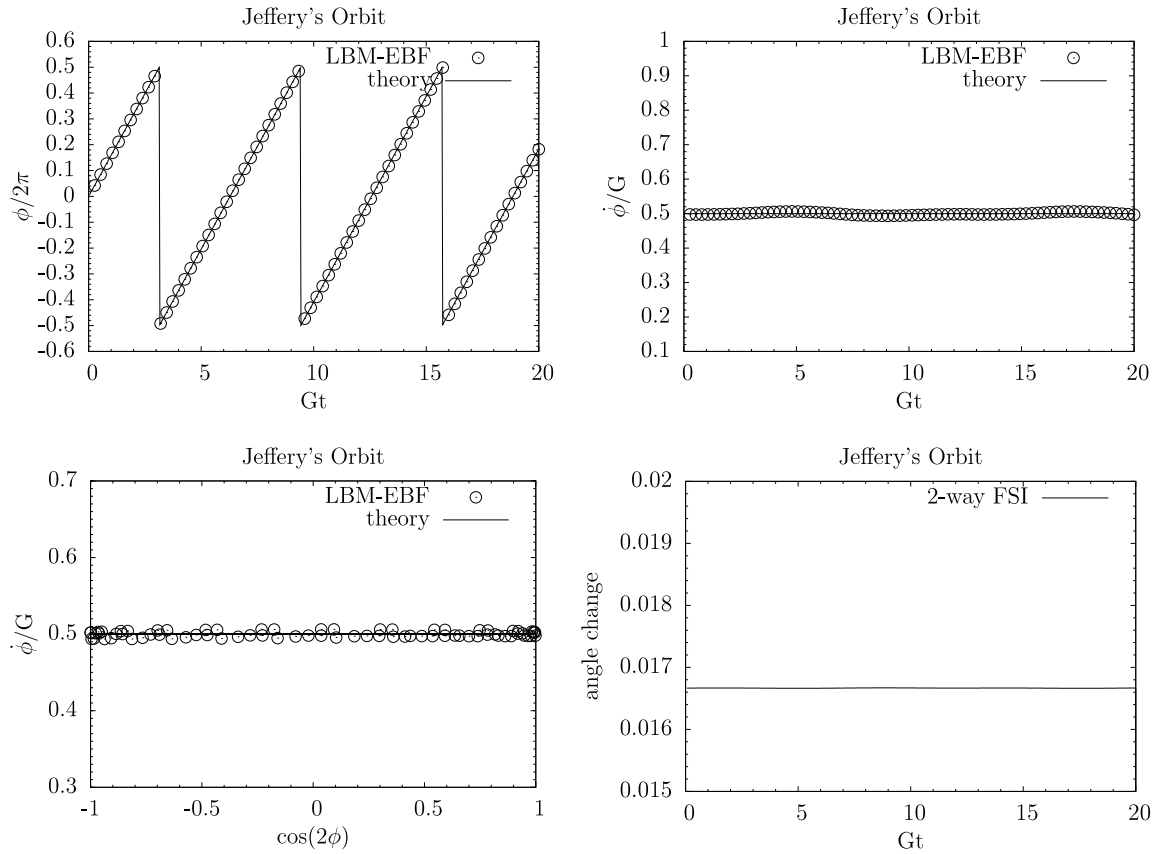 Jeffery's Orbit
0.6
0.5
0.4
0.3
0.2
0.1
0
-0.1
-0.2
-0.3
-0.4
-0.5
-0.6
ϕ/2π
LBM-EBF
theory
0 5 10 15 20
Gt
Jeffery's Orbit
1
0.9
0.8
0.7
0.6
0.5
0.4
0.3
0.2
0.1
ϕ̇/G
LBM-EBF
theory
0 5 10 15 20
Gt
Jeffery's Orbit
0.7
0.6
0.5
0.4
0.3
ϕ̇/G
LBM-EBF
theory
-1 -0.5 0 0.5 1
cos(2ϕ)
Jeffery's Orbit
0.02
0.019
0.018
0.017
0.016
0.015
angle change
2-way FSI
0 5 10 15 20
Gt